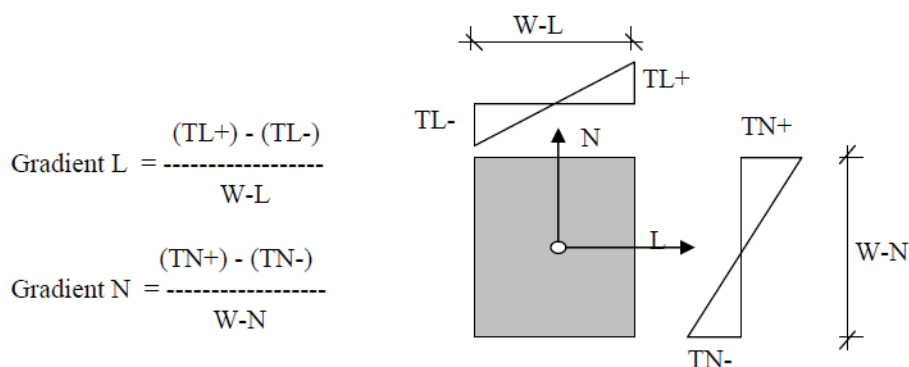 W-L
TL+
TL-
(TL+) - (TL-)
Gradient L = ------------------
W-L
N
TN+
L
(TN+) - (TN-)
Gradient N = ------------------
W-N
W-N
TN-